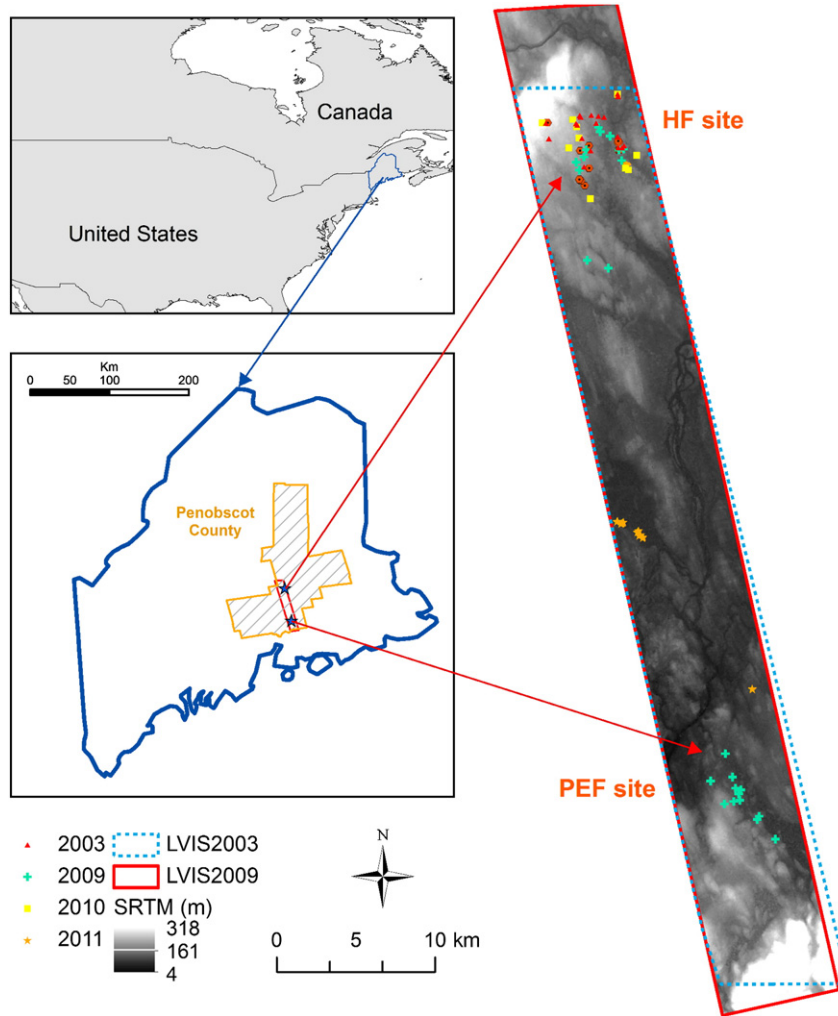 Canada
United States
HF site
Km
0 50 100 200
Penobscot
County
PEF site
2003 LVIS2003
2009 LVIS2009
2010 SRTM (m)
2011 318
161
4
N
0 5 10 km